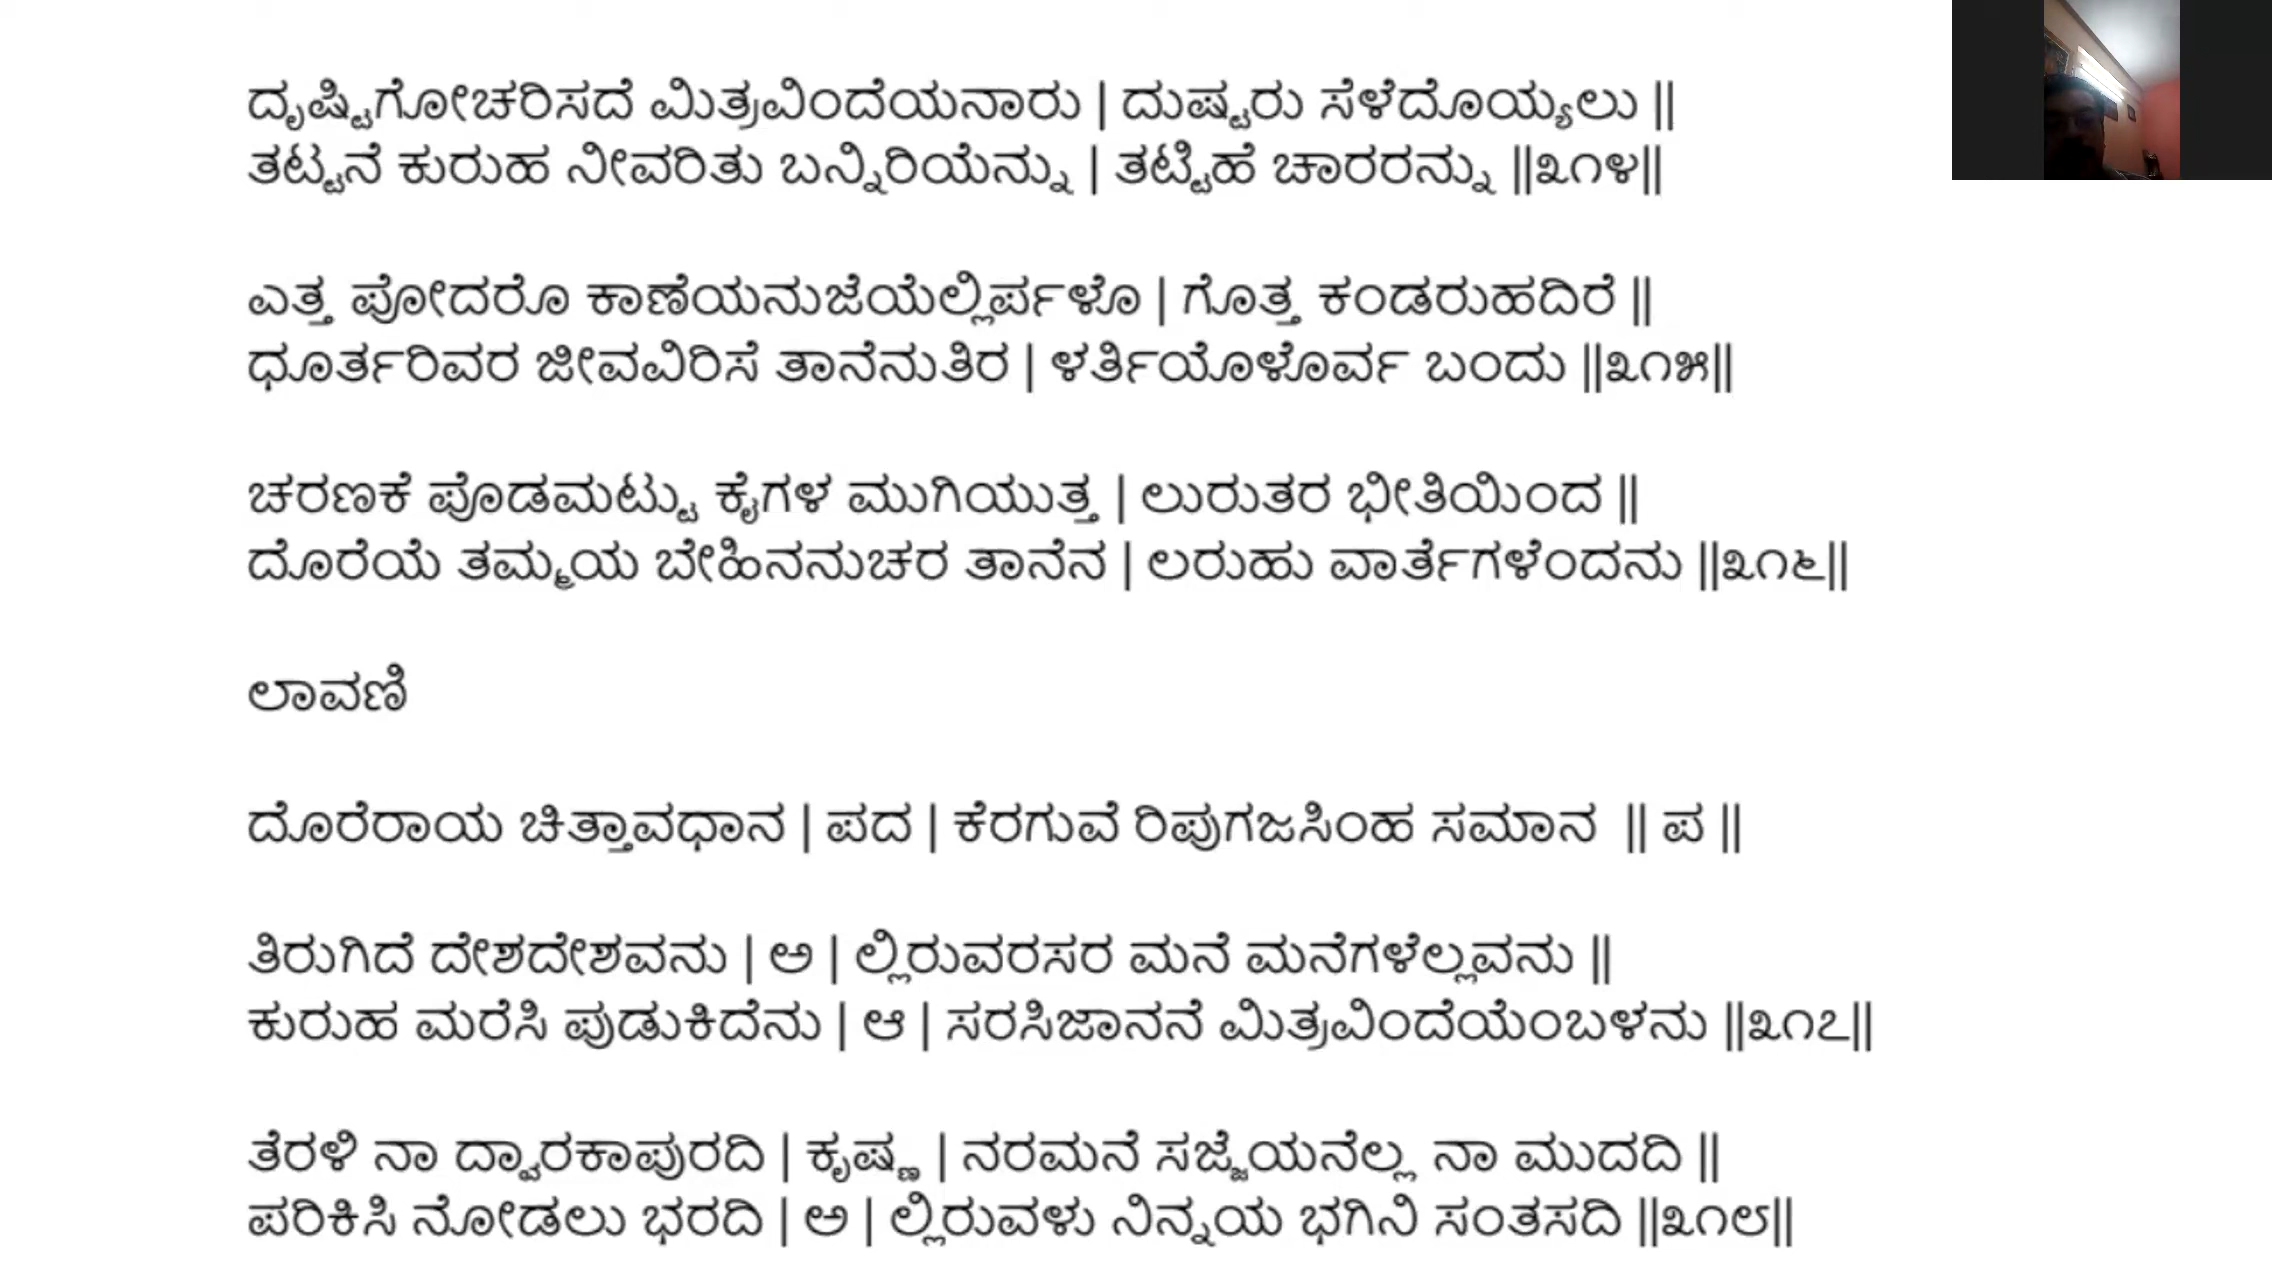 ದೃಷ್ಟಿಗೋಚರಿಸದೆ ಮಿತ್ರವಿಂದೆಯನಾರು | ದುಷ್ಟರು ಸೆಳೆದೊಯ್ಯಲು ||
ತಟ್ಟನೆ ಕುರುಹ ನೀವರಿತು ಬನ್ನಿರಿಯೆನ್ನು | ತಟ್ಟಿಹೆ ಚಾರರನ್ನು ||೩೧೪||
ಎತ್ತ ಪೋದರೊ ಕಾಣೆಯನುಜೆಯೆಲ್ಲಿರ್ಪಳೊ | ಗೊತ್ತ ಕಂಡರುಹದಿರೆ ||
ಧೂರ್ತರಿವರ ಜೀವವಿರಿಸೆ ತಾನೆನುತಿರ | ಳರ್ತಿಯೊಳೊರ್ವ ಬಂದು ||೩೧೫||
ಚರಣಕೆ ಪೊಡಮಟ್ಟು ಕೈಗಳ ಮುಗಿಯುತ್ತ | ಲುರುತರ ಭೀತಿಯಿಂದ ||
ದೊರೆಯೆ ತಮ್ಮಯ ಬೇಹಿನನುಚರ ತಾನೆನ | ಲರುಹು ವಾರ್ತೆಗಳೆಂದನು ||೩೧೬||
ಲಾವಣಿ
ದೊರೆರಾಯ ಚಿತ್ತಾವಧಾನ | ಪದ | ಕೆರಗುವೆ ರಿಪುಗಜಸಿಂಹ ಸಮಾನ || ಪ ||
ತಿರುಗಿದೆ ದೇಶದೇಶವನು | ಅ | ಲ್ಲಿರುವರಸರ ಮನೆ ಮನೆಗಳೆಲ್ಲವನು ||
ಕುರುಹ ಮರೆಸಿ ಪುಡುಕಿದೆನು | ಆ | ಸರಸಿಜಾನನೆ ಮಿತ್ರವಿಂದೆಯೆಂಬಳನು ||೩೧೭||
ತೆರಳಿ ನಾ ದ್ವಾರಕಾಪುರದಿ | ಕೃಷ್ಣ | ನರಮನೆ ಸಜ್ಜೆಯನೆಲ್ಲ ನಾ ಮುದದಿ ||
ಪರಿಕಿಸಿ ನೋಡಲು ಭರದಿ | ಅ | ಲ್ಲಿರುವಳು ನಿನ್ನಯ ಭಗಿನಿ ಸಂತಸದಿ ||೩೧೮||